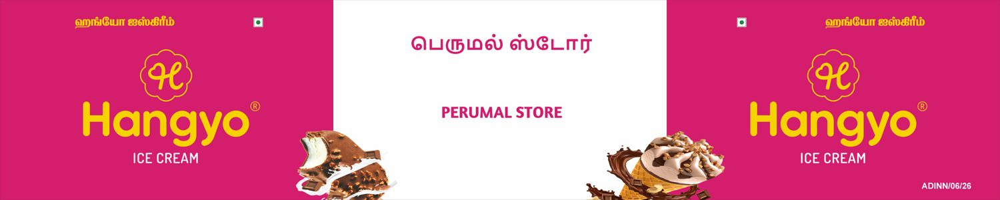 ஹங்யோ ஐஸ்கிரீம்
H
Hangyo®
ICE CREAM
பெருமல் ஸ்டோர்
PERUMAL STORE
ஹங்யோ ஐஸ்கிரீம்
H
Hangyo®
ICE CREAM
ADINN/06/26